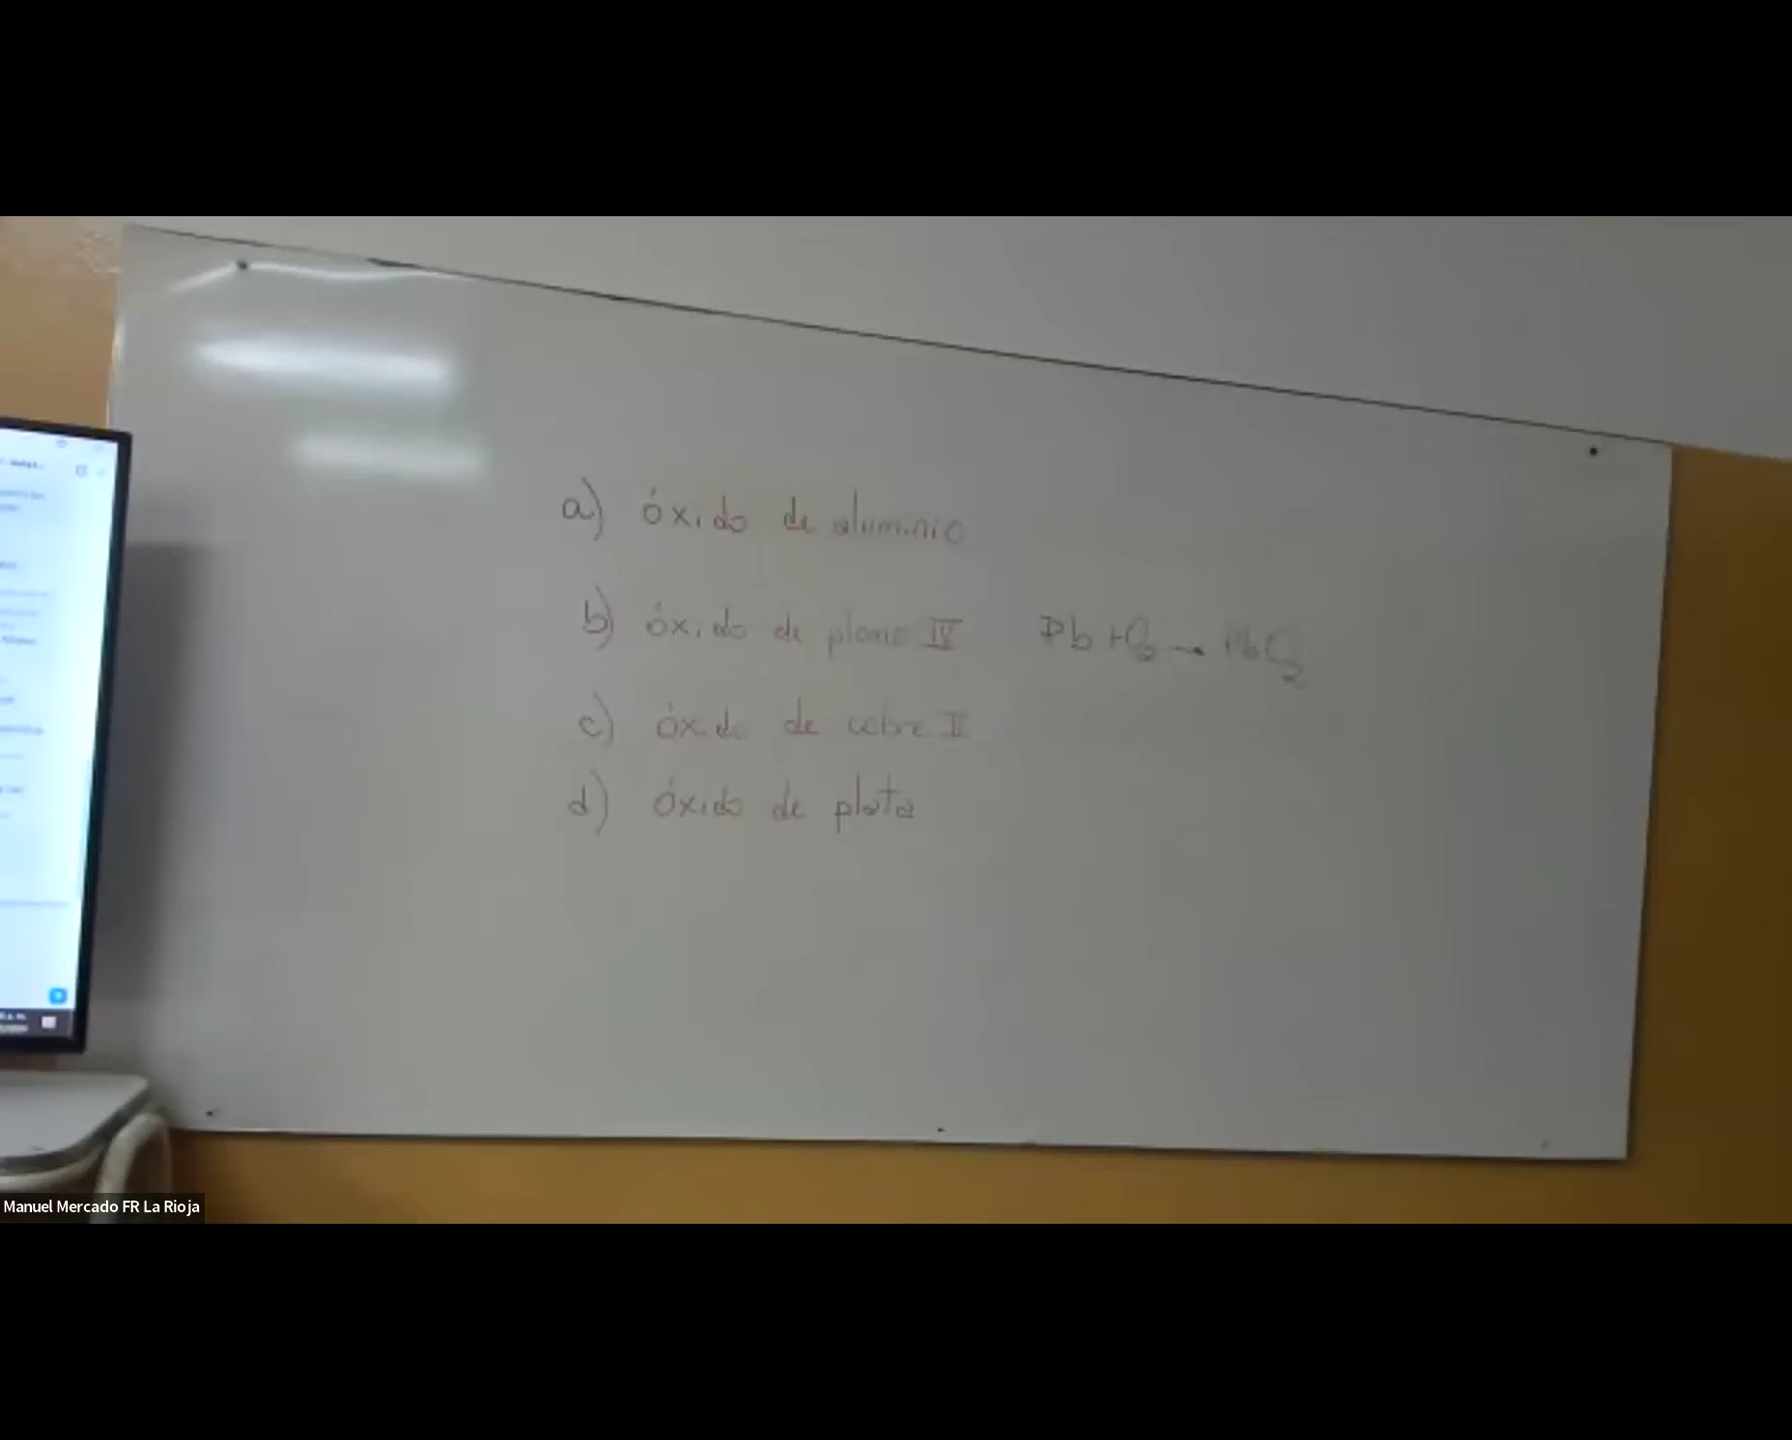 a) óxido de aluminio
b) óxido de plomo IV Pb + O₂ → PbO₂
c) óxido de cobre II
d) óxido de plata
Manuel Mercado FR La Rioja